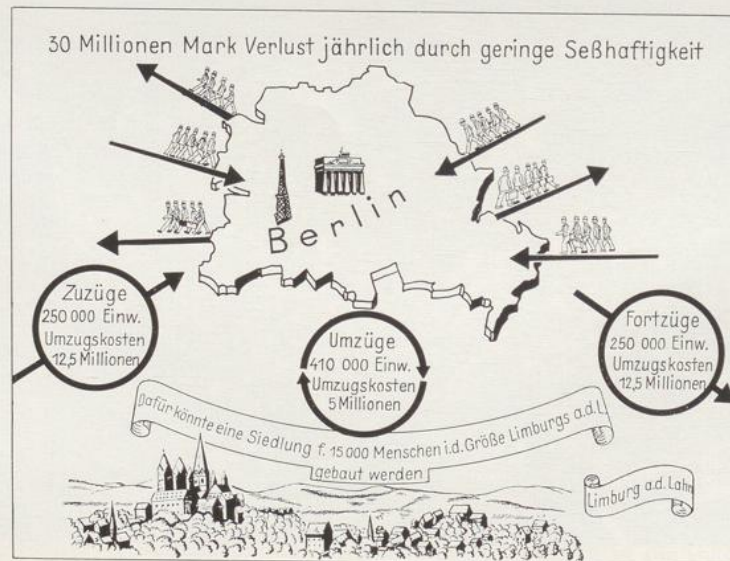 30 Millionen Mark Verlust jährlich durch geringe Seßhaftigkeit
Berlin
Zuzüge
250 000 Einw.
Umzugskosten
12,5 Millionen
Umzüge
410 000 Einw.
Umzugskosten
5 Millionen
Fortzüge
250 000 Einw.
Umzugskosten
12,5 Millionen
Dafür könnte eine Siedlung f. 15 000 Menschen i.d. Größe Limburgs a.d.L.
gebaut werden
Limburg a.d. Lahn